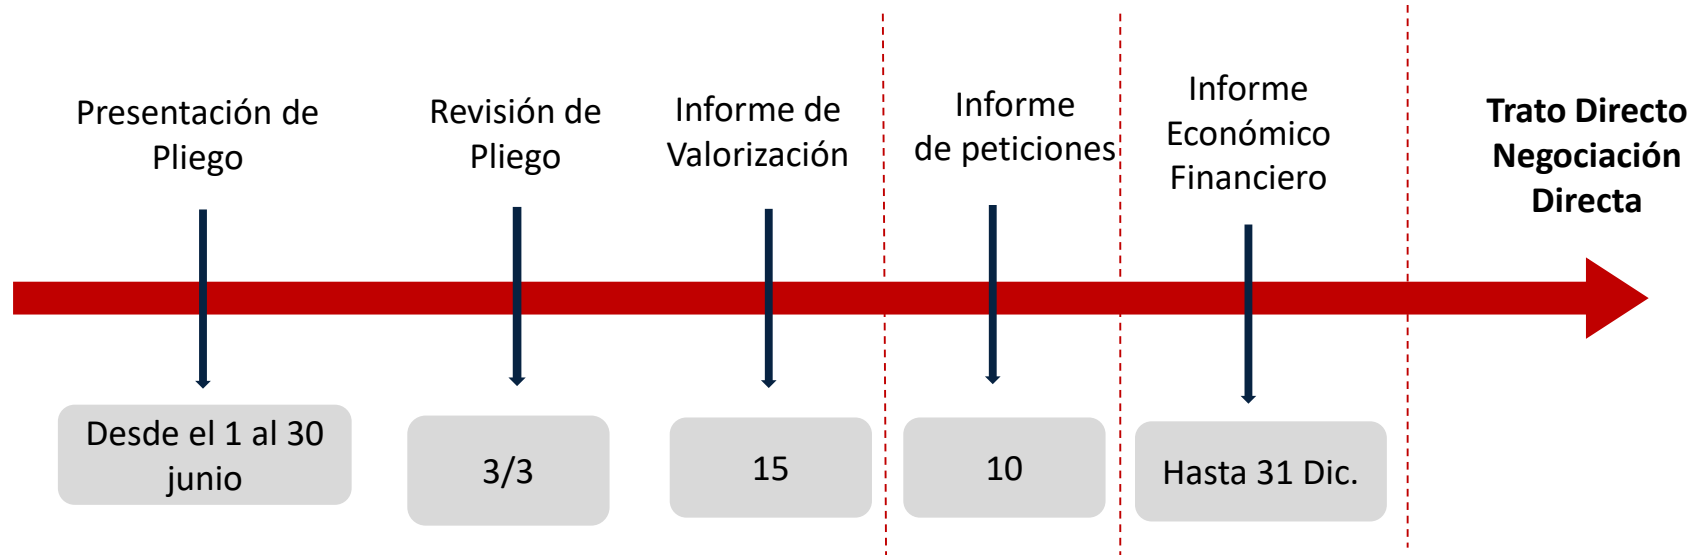 Presentación de
Pliego
Revisión de
Pliego
Informe de
Valorización
Informe
de peticiones
Informe
Económico
Financiero
Trato Directo
Negociación
Directa
Desde el 1 al 30
junio
3/3
15
10
Hasta 31 Dic.